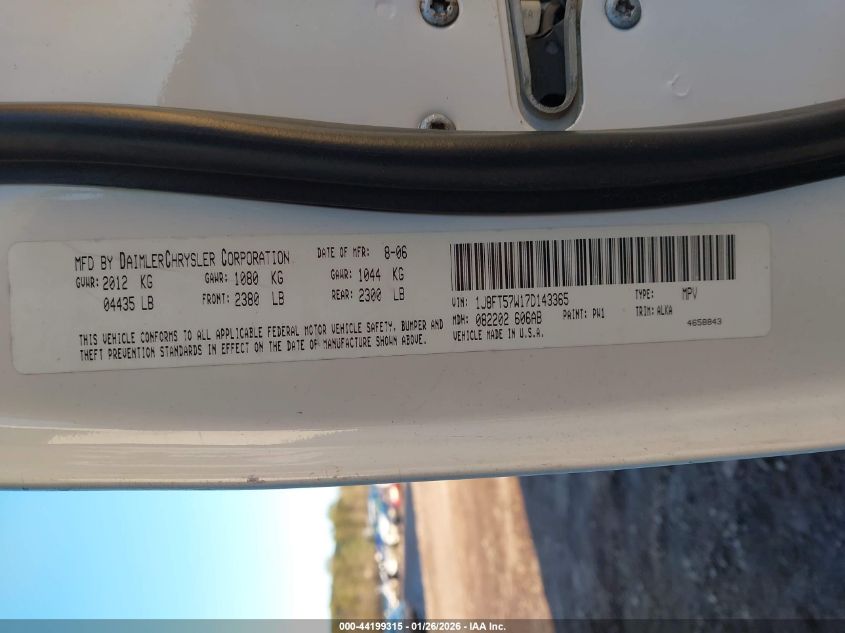 MFD BY DAIMLERCHRYSLER CORPORATION DATE OF MFR: 8-06
GVWR: 2012 KG GAWR: 1080 KG GAWR: 1044 KG
04435 LB FRONT: 2380 LB REAR: 2300 LB
THIS VEHICLE CONFORMS TO ALL APPLICABLE FEDERAL MOTOR VEHICLE SAFETY, BUMPER AND
THEFT PREVENTION STANDARDS IN EFFECT ON THE DATE OF MANUFACTURE SHOWN ABOVE.
VIN: 1J8FT57W17D143365 TYPE: MPV
MDH: 082202 606AB PAINT: PW1 TRIM: ALKA
VEHICLE MADE IN U.S.A. 4658843
000-44199315 - 01/26/2026 - IAA Inc.